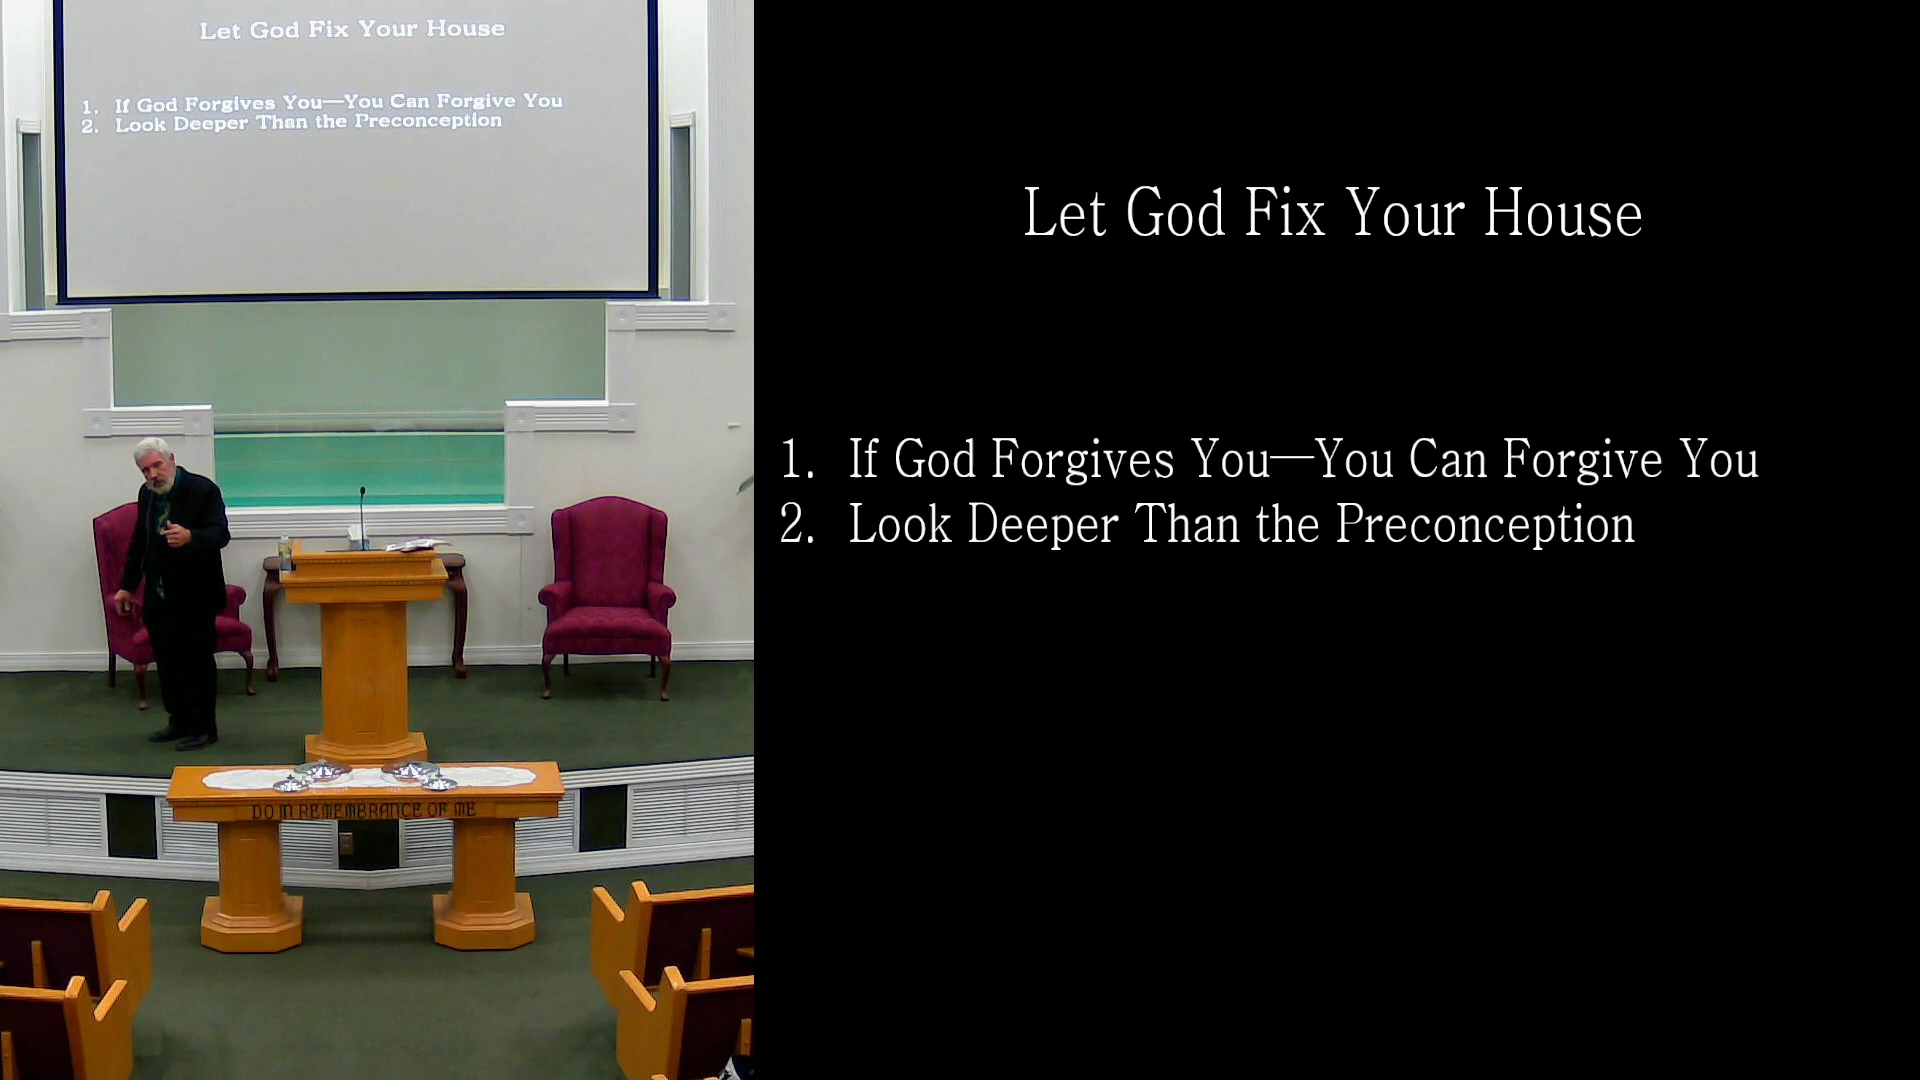 Let God Fix Your House
1. If God Forgives You—You Can Forgive You
2. Look Deeper Than the Preconception
DO IN REMEMBRANCE OF ME
Let God Fix Your House
1. If God Forgives You—You Can Forgive You
2. Look Deeper Than the Preconception